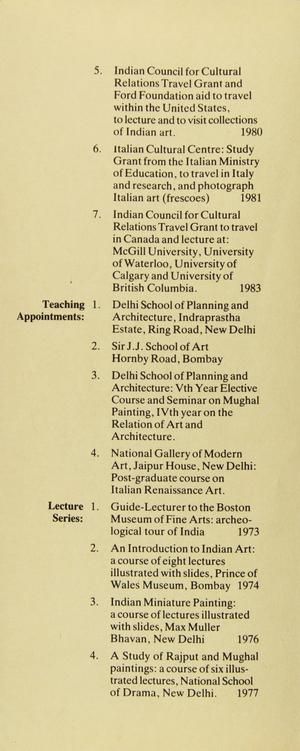 5. Indian Council for Cultural
Relations Travel Grant and
Ford Foundation aid to travel
within the United States,
to lecture and to visit collections
of Indian art. 1980
6. Italian Cultural Centre: Study
Grant from the Italian Ministry
of Education, to travel in Italy
and research, and photograph
Italian art (frescoes) 1981
7. Indian Council for Cultural
Relations Travel Grant to travel
in Canada and lecture at:
McGill University, University
of Waterloo, University of
Calgary and University of
British Columbia. 1983
Teaching Appointments:
1. Delhi School of Planning and
Architecture, Indraprastha
Estate, Ring Road, New Delhi
2. Sir J.J. School of Art
Hornby Road, Bombay
3. Delhi School of Planning and
Architecture: Vth Year Elective
Course and Seminar on Mughal
Painting, IVth year on the
Relation of Art and
Architecture.
4. National Gallery of Modern
Art, Jaipur House, New Delhi:
Post-graduate course on
Italian Renaissance Art.
Lecture Series:
1. Guide-Lecturer to the Boston
Museum of Fine Arts: archeo-
logical tour of India 1973
2. An Introduction to Indian Art:
a course of eight lectures
illustrated with slides, Prince of
Wales Museum, Bombay 1974
3. Indian Miniature Painting:
a course of lectures illustrated
with slides, Max Muller
Bhavan, New Delhi 1976
4. A Study of Rajput and Mughal
paintings: a course of six illus-
trated lectures, National School
of Drama, New Delhi. 1977